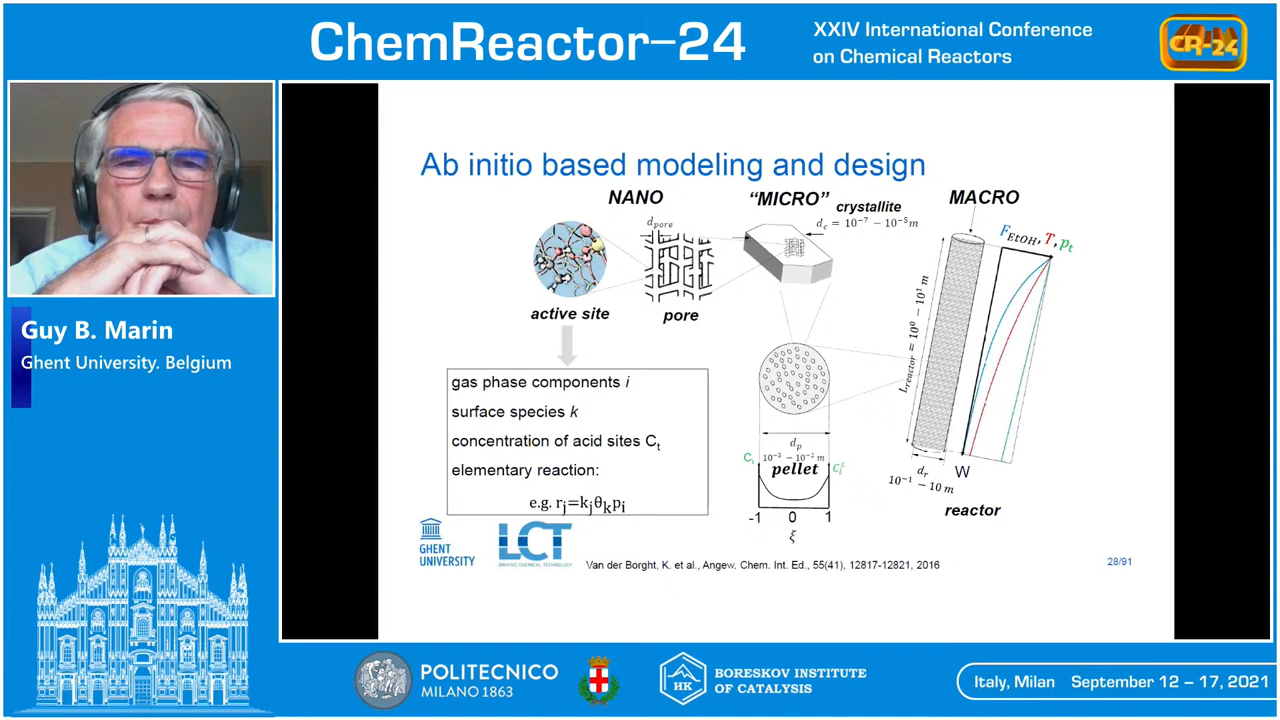 ChemReactor–24
XXIV International Conference
on Chemical Reactors
CR-24
Guy B. Marin
Ghent University. Belgium
Ab initio based modeling and design
NANO
“MICRO”
MACRO
crystallite
d_c = 10^-7 − 10^-5 m
d_pore
active site
pore
F_EtOH, T, p_t
L_reactor = 10^0 − 10^1 m
gas phase components i
surface species k
concentration of acid sites C_t
elementary reaction:
e.g. r_j=k_jθ_kp_i
d_p
10^-3 − 10^-2 m
pellet
C_i
C_i^s
-1 0 1
ξ
W
d_r
10^-1 − 10 m
reactor
GHENT
UNIVERSITY
LCT
Van der Borght, K. et al., Angew. Chem. Int. Ed., 55(41), 12817-12821, 2016
28/91
POLITECNICO
MILANO 1863
НК
BORESKOV INSTITUTE
OF CATALYSIS
Italy, Milan September 12 – 17, 2021